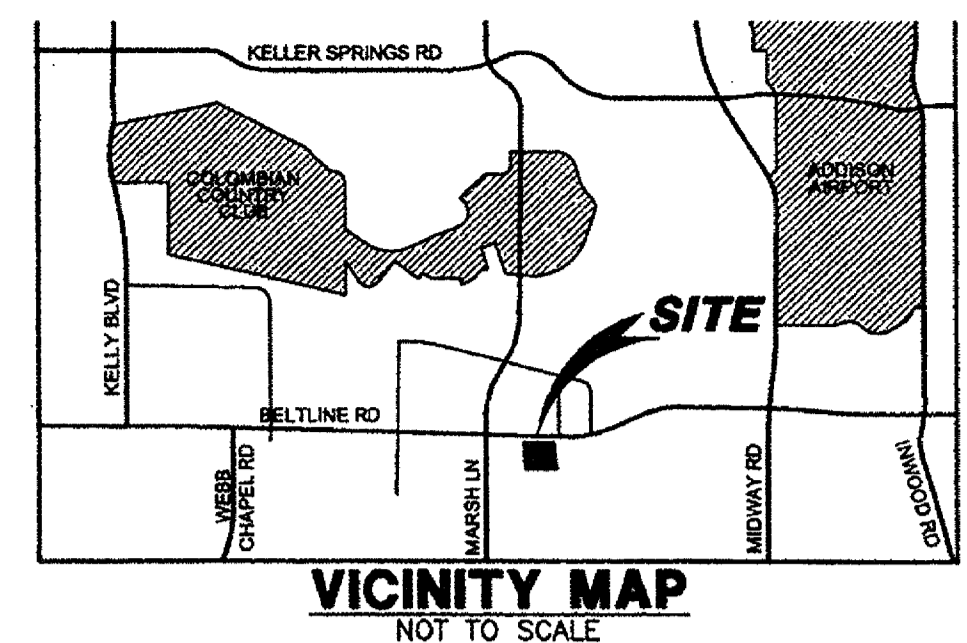 KELLER SPRINGS RD
COLOMBIAN
COUNTRY
CLUB
ADDISON
AIRPORT
KELLY BLVD
SITE
BELTLINE RD
WEBB
CHAPEL RD
MARSH LN
MIDWAY RD
INWOOD RD
VICINITY MAP
NOT TO SCALE